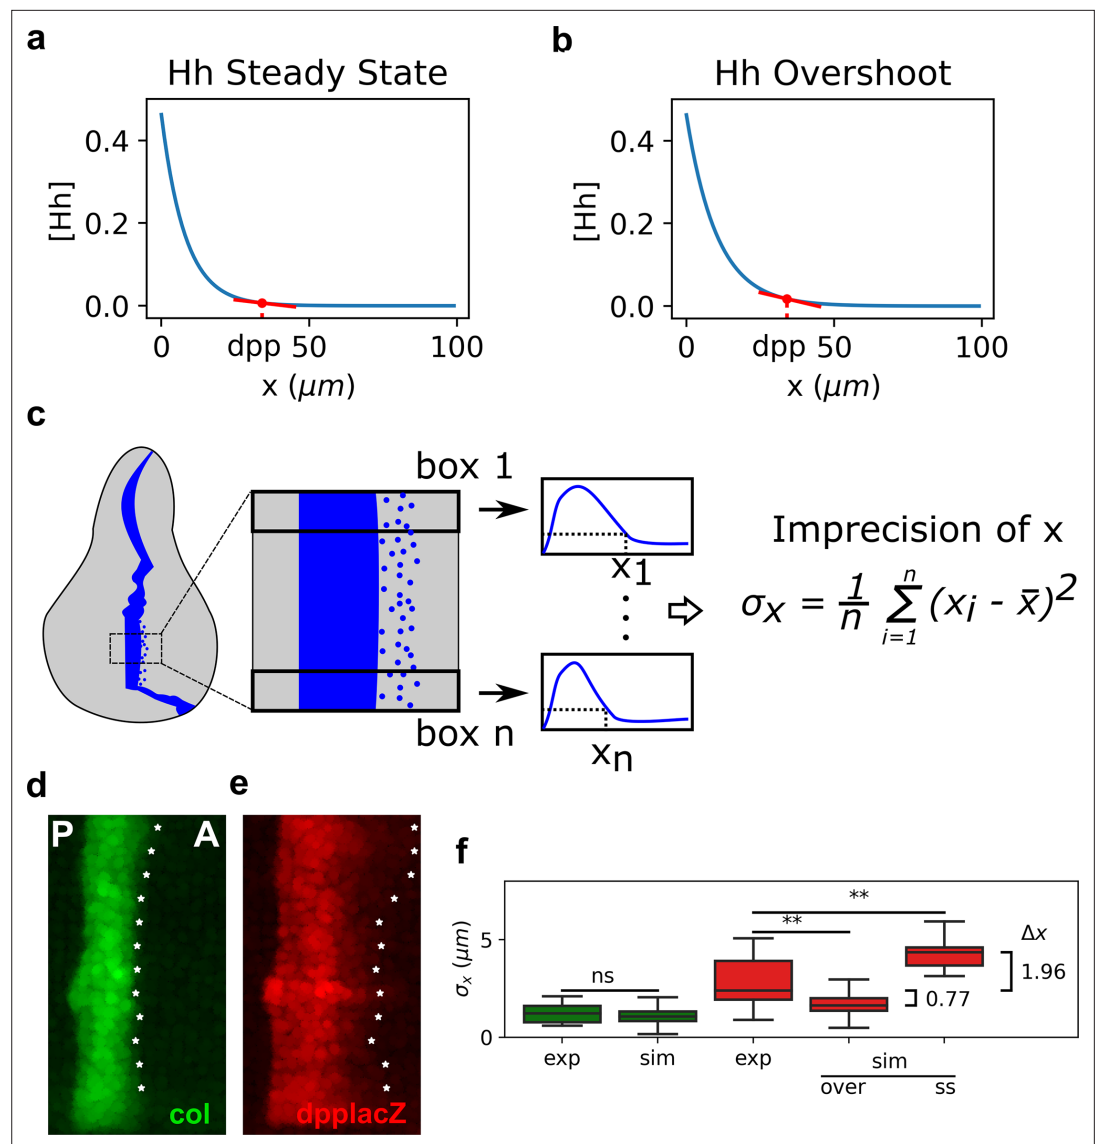 a
Hh Steady State
[Hh]
0.4
0.2
0.0
0
dpp
50
100
x (μm)
b
Hh Overshoot
[Hh]
0.4
0.2
0.0
0
dpp
50
100
x (μm)
c
box 1
x1
box n
xn
Imprecision of x
σx = 1/n Σ i=1 n (xi - x̄)2
d
P
A
col
e
dpplacZ
f
σx (μm)
5
0
ns
**
**
Δx
1.96
0.77
exp
sim
exp
sim
over
ss